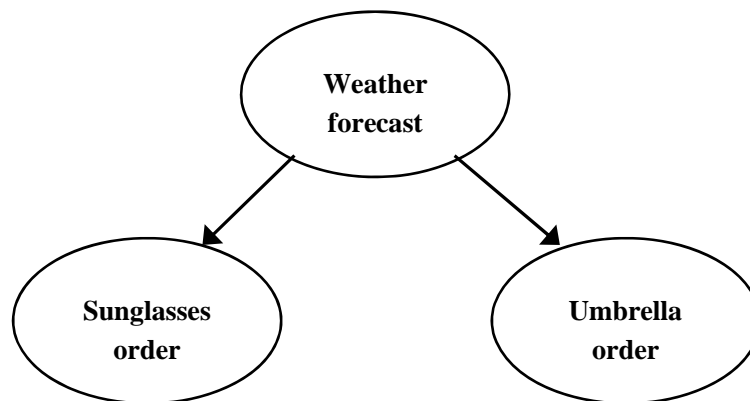 Weather
forecast
Sunglasses
order
Umbrella
order